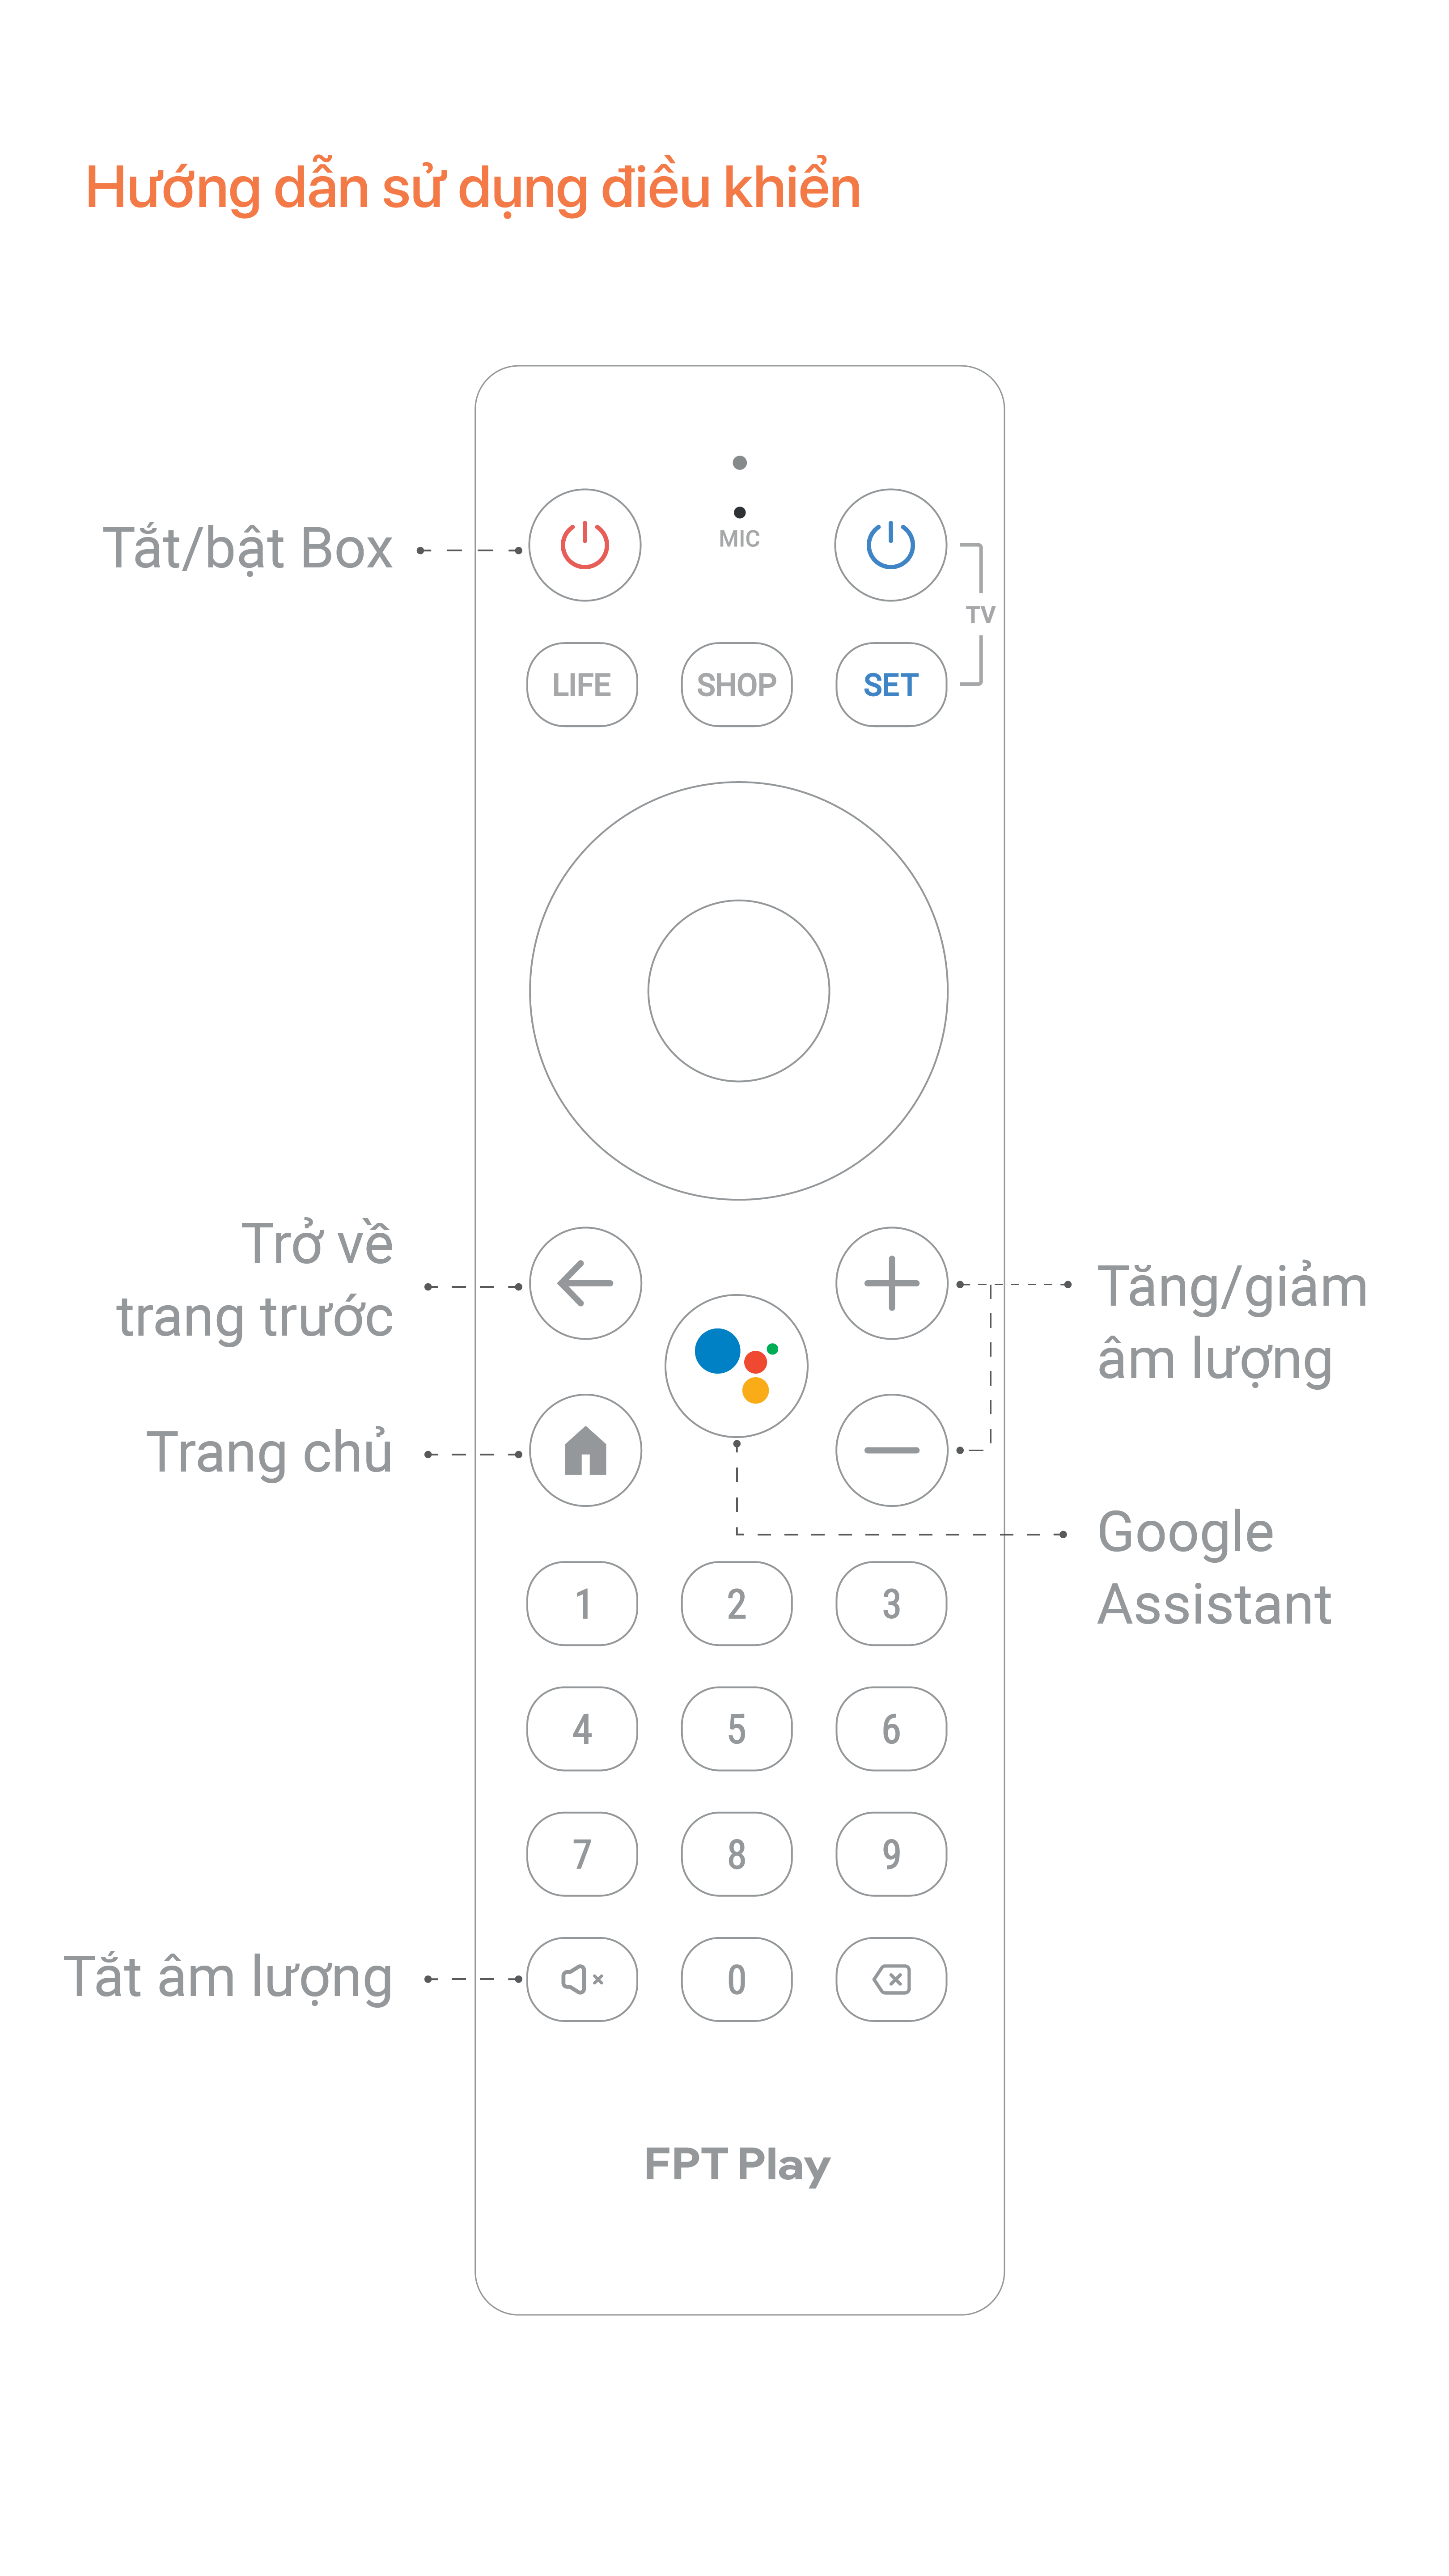 Hướng dẫn sử dụng điều khiển
MIC
Tắt/bật Box
TV
LIFE SHOP SET
Trở về
trang trước
Tăng/giảm
âm lượng
Trang chủ
Google
Assistant
1 2 3
4 5 6
7 8 9
Tắt âm lượng
0
FPT Play